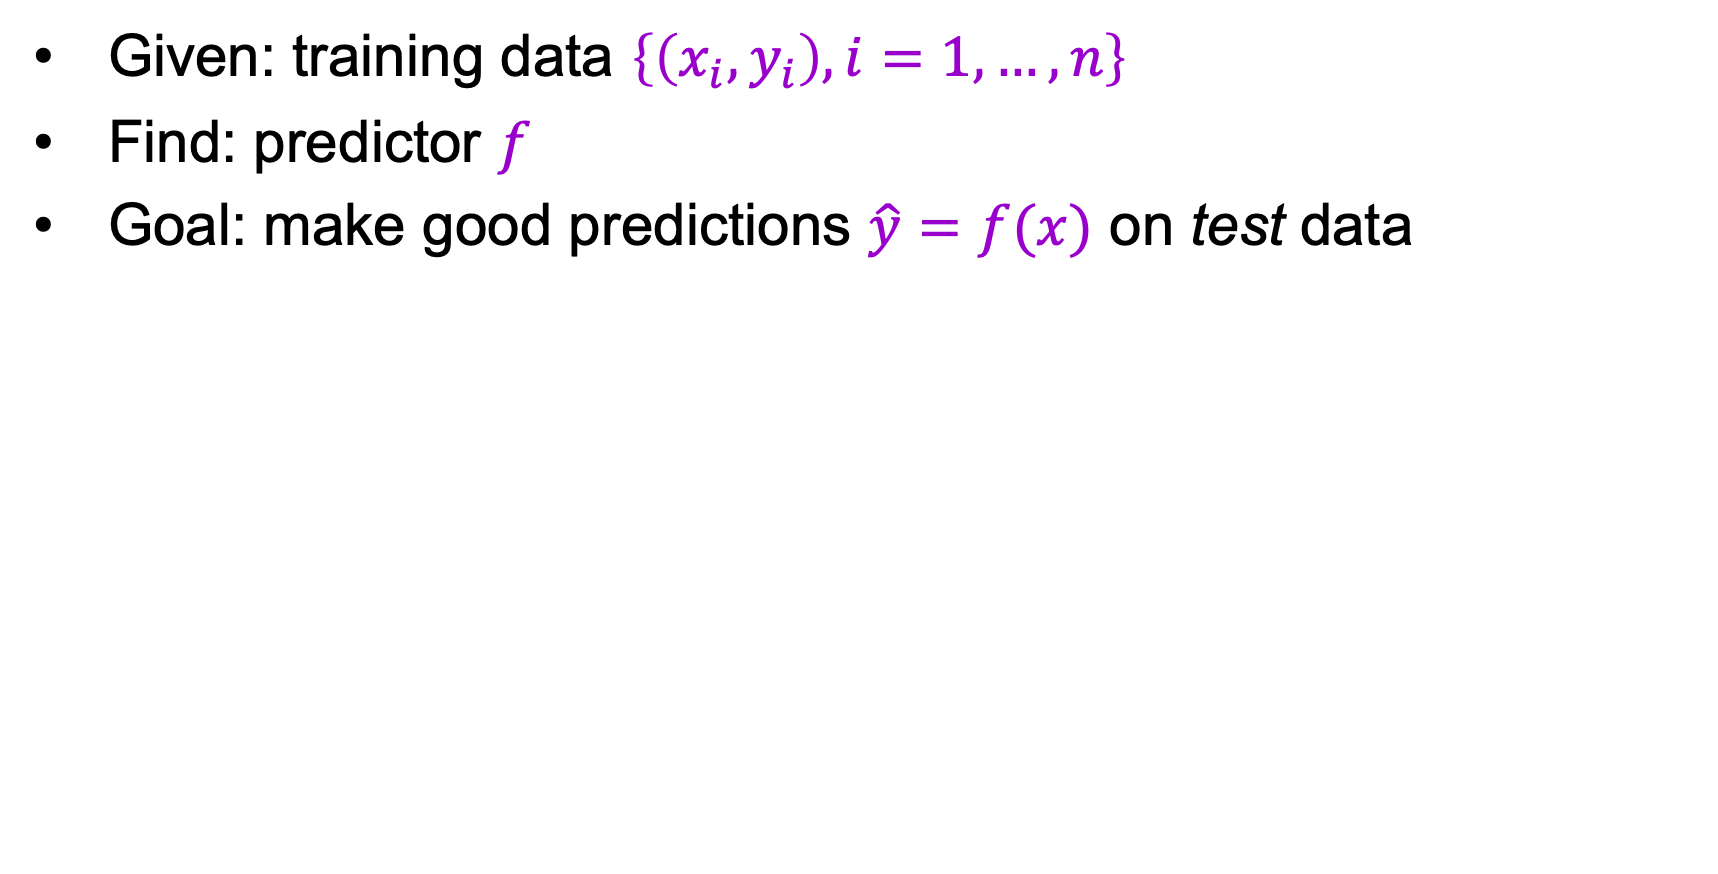 • Given: training data {(xᵢ, yᵢ), i = 1, … , n}
• Find: predictor f
• Goal: make good predictions ŷ = f(x) on test data